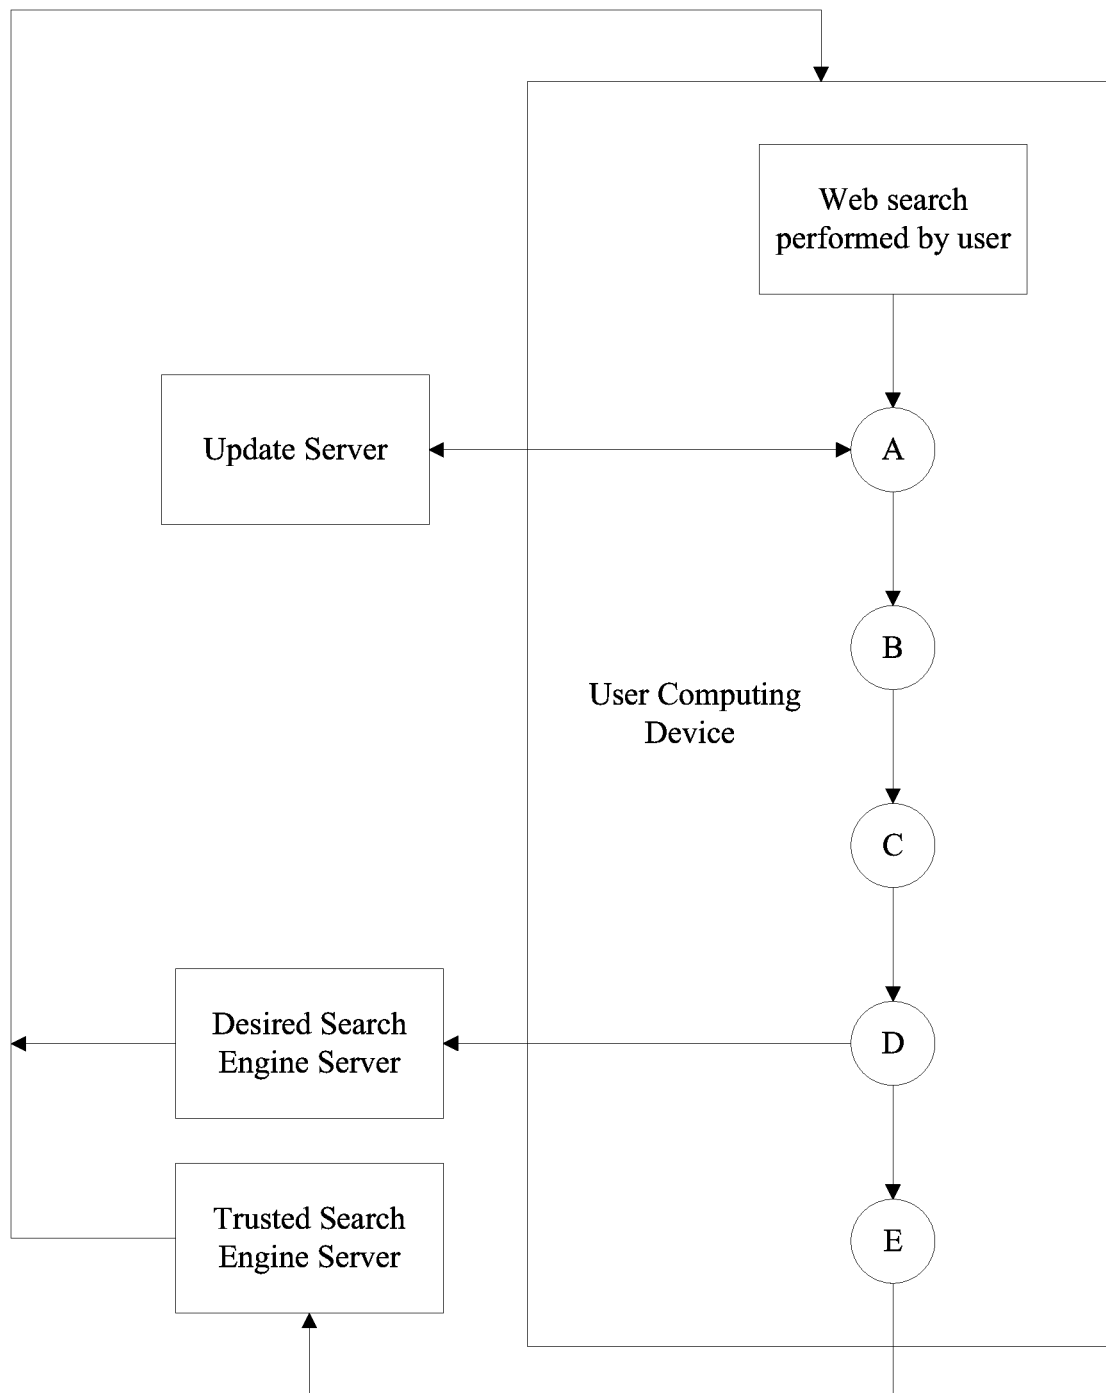 Web search
performed by user
Update Server
A
B
User Computing
Device
C
Desired Search
Engine Server
D
Trusted Search
Engine Server
E